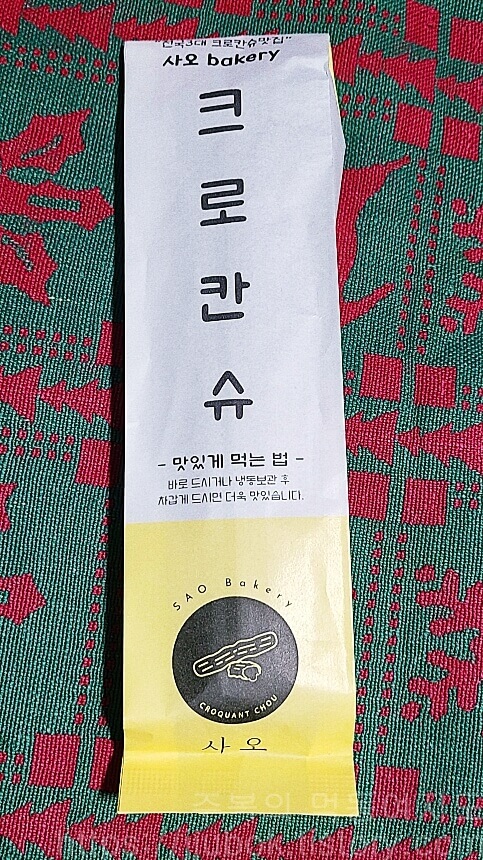 "전국3대 크로칸슈맛집"
사오 bakery
크
로
칸
슈
- 맛있게 먹는 법 -
바로 드시거나 냉동보관 후
차갑게 드시면 더욱 맛있습니다.
SAO Bakery
CROQUANT CHOU
사오